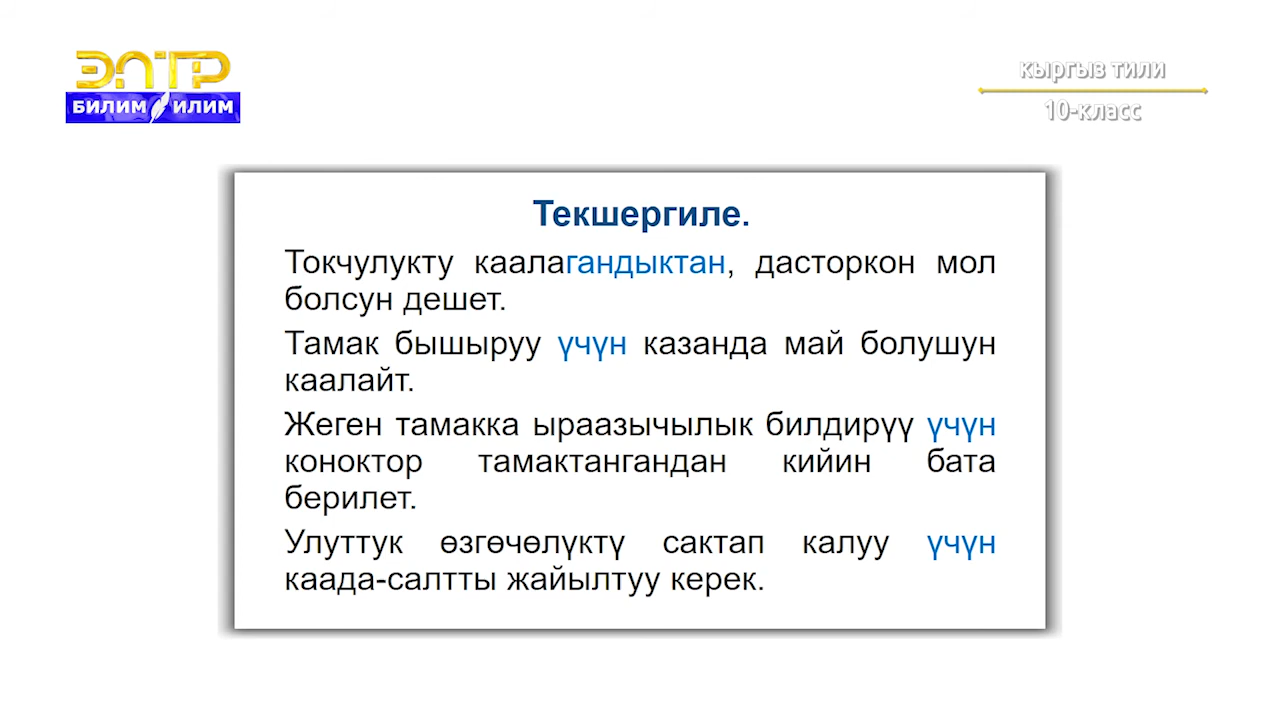 ЭЛТР
БИЛИМ ИЛИМ
кыргыз тили
10-класс
Текшергиле.
Токчулукту каалагандыктан, дасторкон мол
болсун дешет.
Тамак бышыруу үчүн казанда май болушун
каалайт.
Жеген тамакка ыраазычылык билдирүү үчүн
коноктор тамактангандан кийин бата
берилет.
Улуттук өзгөчөлүктү сактап калуу үчүн
каада-салтты жайылтуу керек.